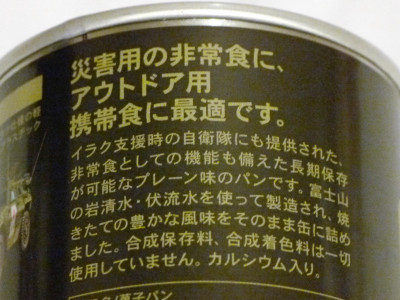 災害用の非常食に、
アウトドア用
携帯食に最適です。
イラク支援時の自衛隊にも提供された、
非常食としての機能も備えた長期保存
が可能なプレーン味のパンです。富士山
の岩清水・伏流水を使って製造され、焼
きたての豊かな風味をそのまま缶に詰め
ました。合成保存料、合成着色料は一切
使用していません。カルシウム入り。
菓子パン